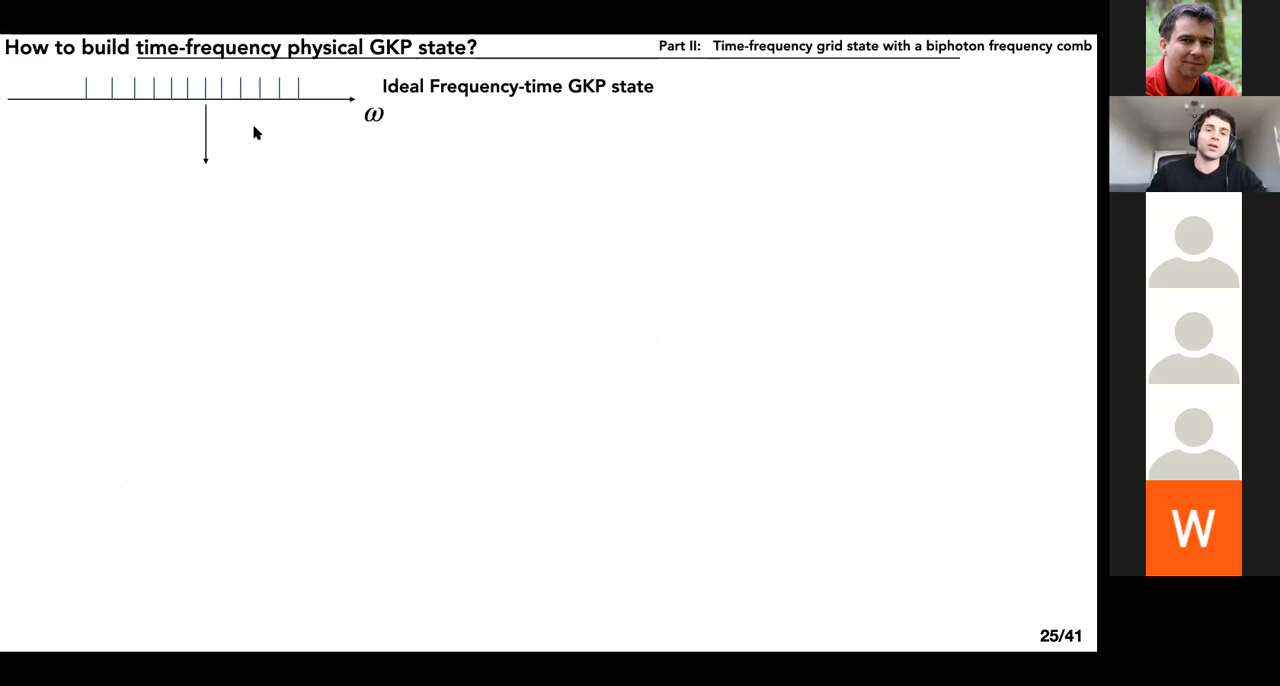 How to build time-frequency physical GKP state?
Part II: Time-frequency grid state with a biphoton frequency comb
Ideal Frequency-time GKP state
ω
W
25/41